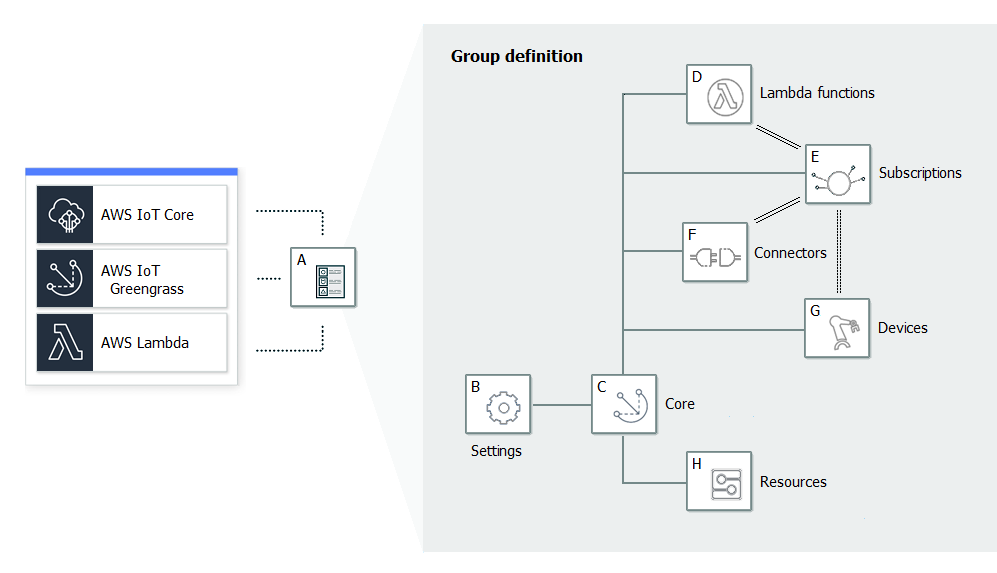 Group definition
D
Lambda functions
E
Subscriptions
AWS IoT Core
F
Connectors
A
AWS IoT
Greengrass
G
Devices
AWS Lambda
B
C
Core
Settings
H
Resources